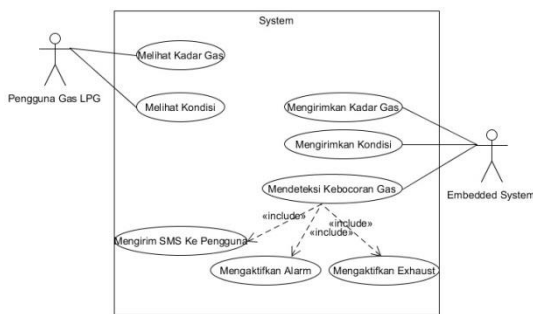 System
Melihat Kadar Gas
Pengguna Gas LPG
Melihat Kondisi
Mengirimkan Kadar Gas
Mengirimkan Kondisi
Mendeteksi Kebocoran Gas
Embedded System
«include»
«include»
«include»
Mengirim SMS Ke Pengguna
Mengaktifkan Alarm
Mengaktifkan Exhaust